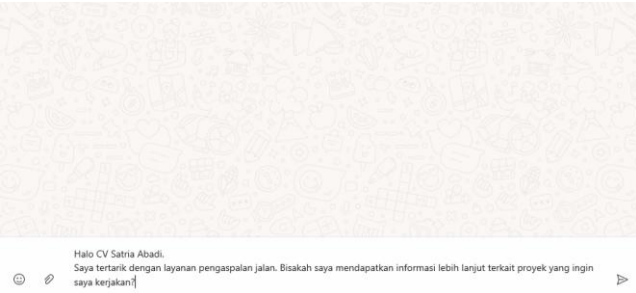 Halo CV Satria Abadi.
Saya tertarik dengan layanan pengaspalan jalan. Bisakah saya mendapatkan informasi lebih lanjut terkait proyek yang ingin
saya kerjakan?